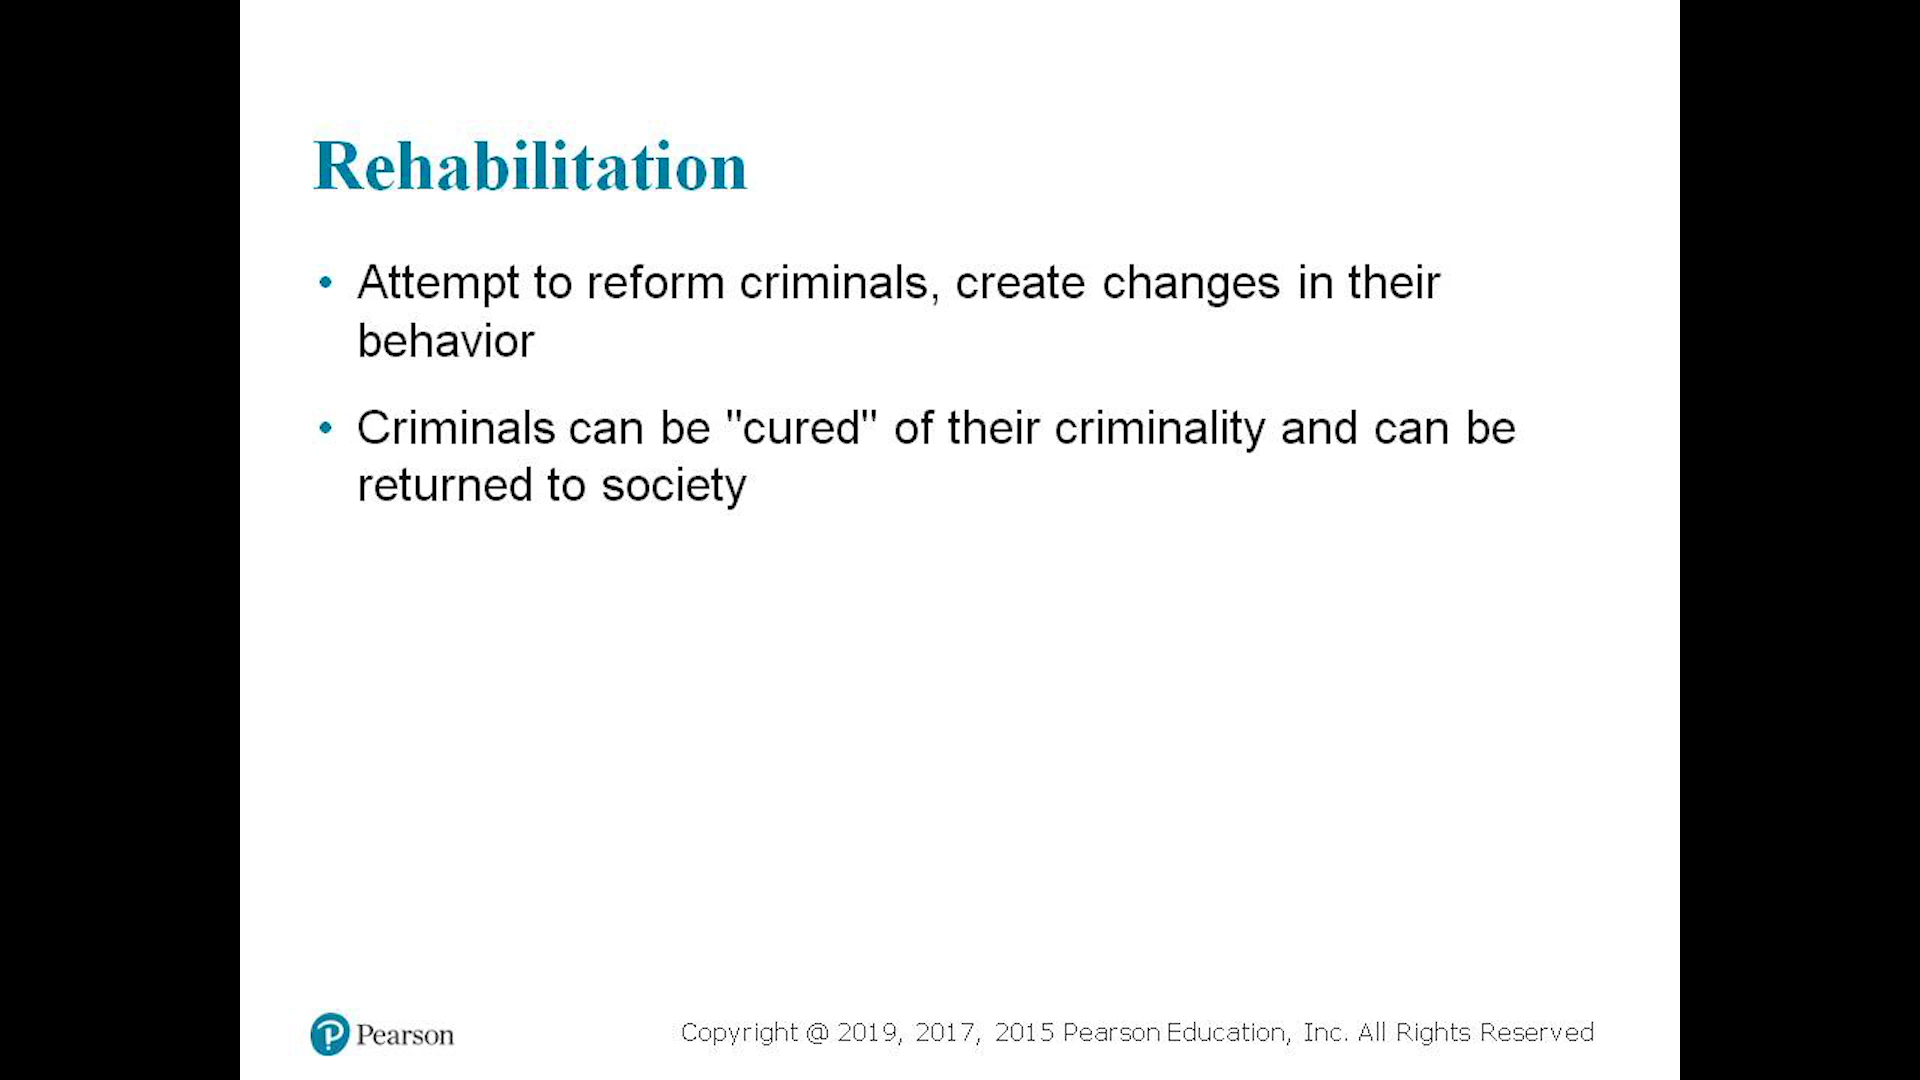 Rehabilitation
• Attempt to reform criminals, create changes in their
behavior
• Criminals can be "cured" of their criminality and can be
returned to society
Pearson
Copyright @ 2019, 2017, 2015 Pearson Education, Inc. All Rights Reserved